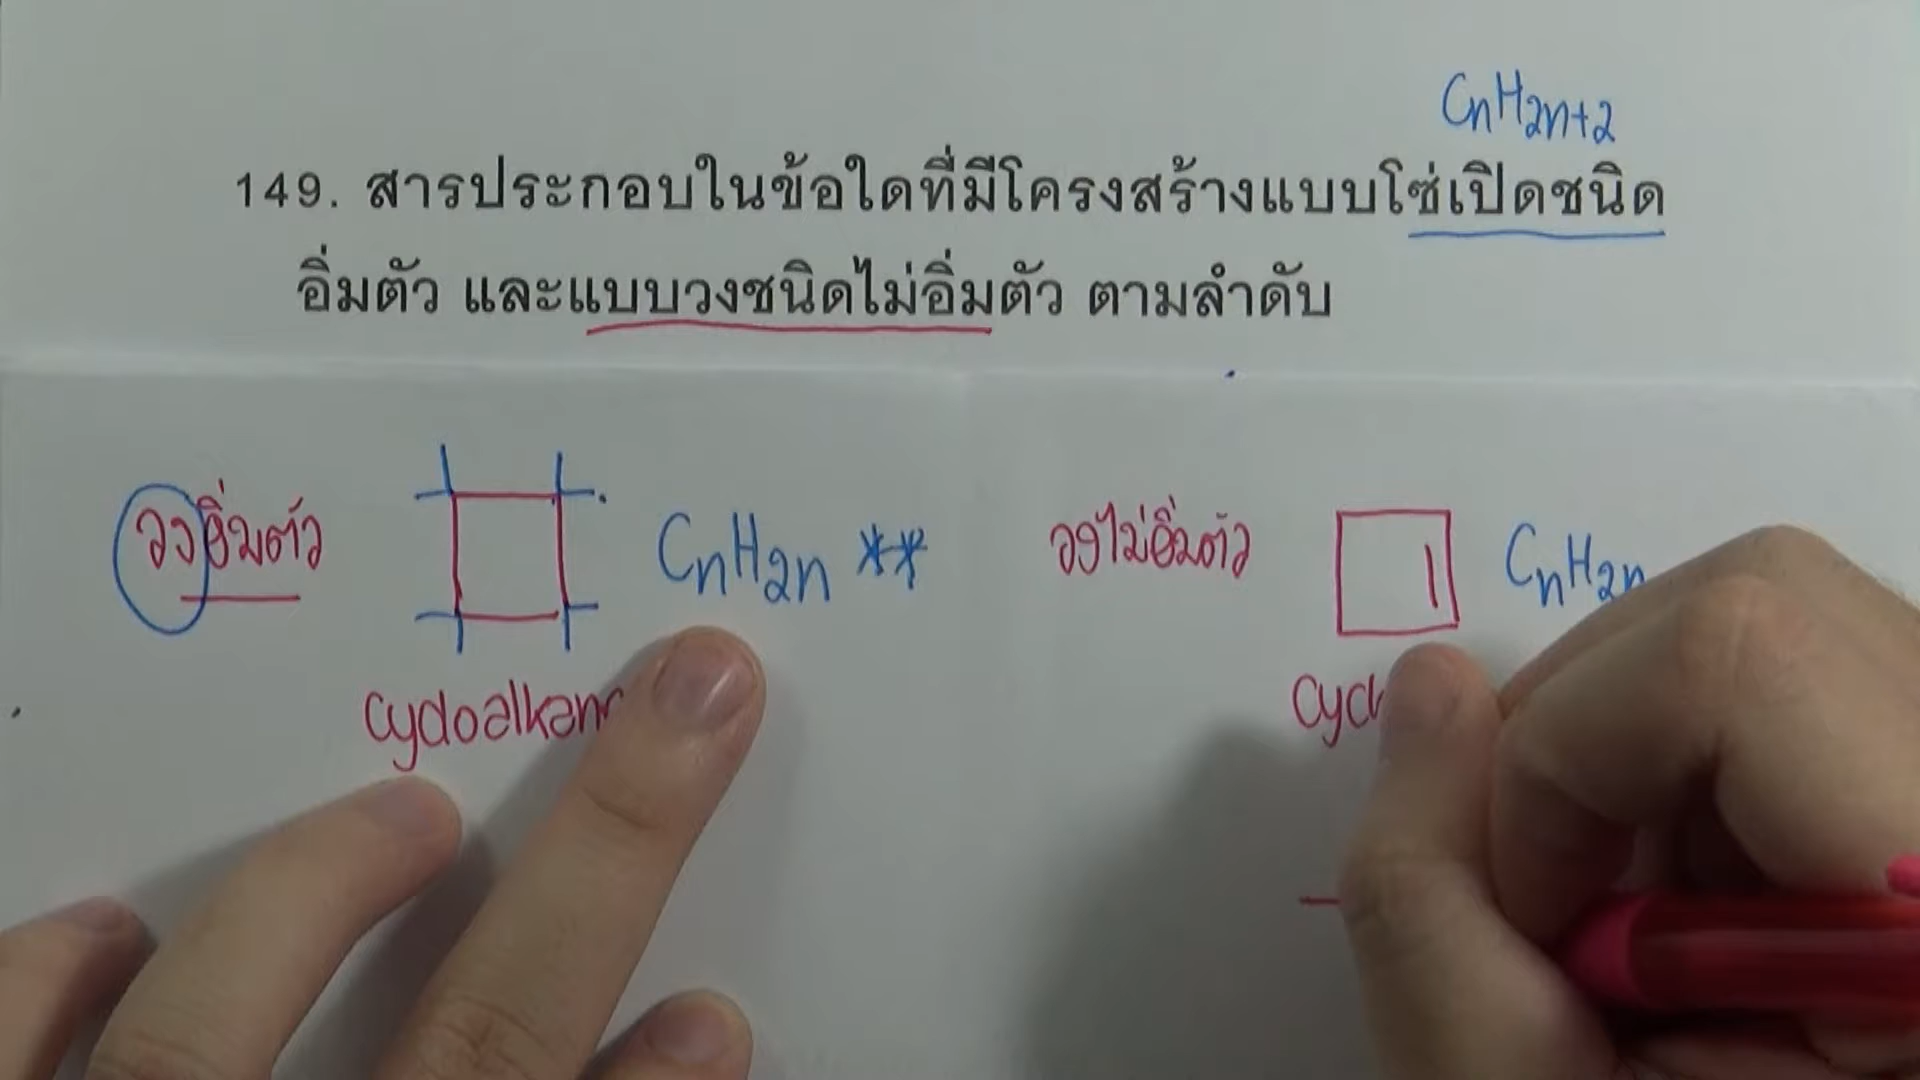 CnH2n+2
149. สารประกอบในข้อใดที่มีโครงสร้างแบบโซ่เปิดชนิด
อิ่มตัว และแบบวงชนิดไม่อิ่มตัว ตามลำดับ
วงอิ่มตัว CnH2n ** วงไม่อิ่มตัว CnH2n